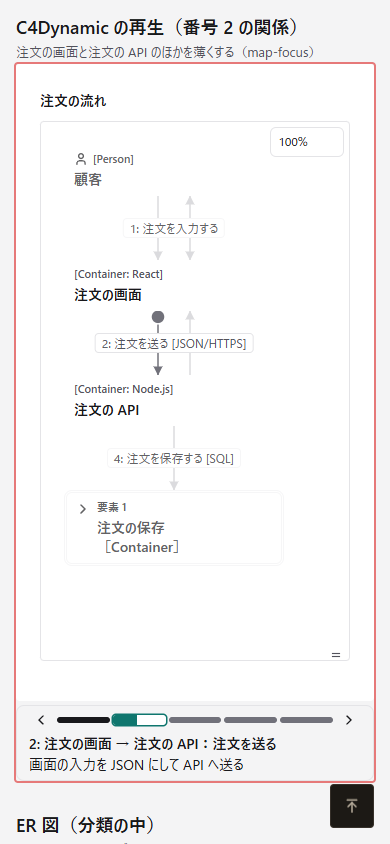 C4Dynamic の再生（番号 2 の関係）
注文の画面と注文の API のほかを薄くする（map-focus）
注文の流れ
100%
[Person]
顧客
1: 注文を入力する
[Container: React]
注文の画面
2: 注文を送る [JSON/HTTPS]
[Container: Node.js]
注文の API
4: 注文を保存する [SQL]
要素 1
注文の保存
［Container］
2: 注文の画面 → 注文の API：注文を送る
画面の入力を JSON にして API へ送る
ER 図（分類の中）